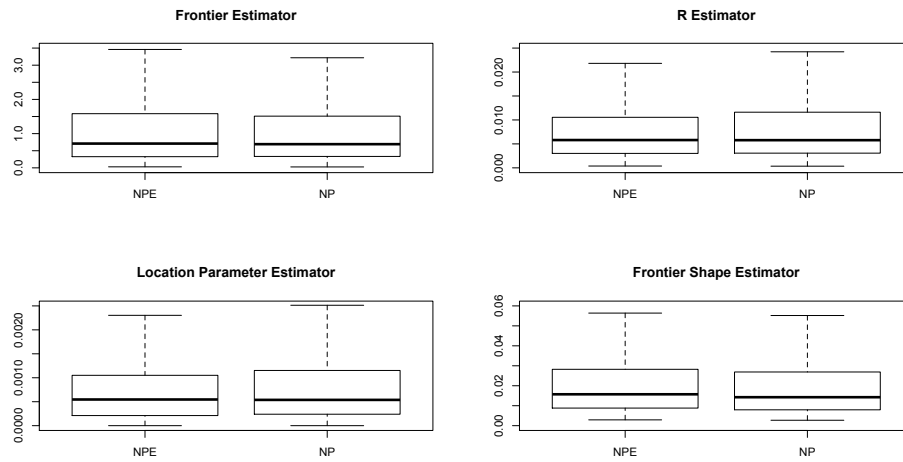 Frontier Estimator
0.0
1.0
2.0
3.0
NPE
NP
R Estimator
0.000
0.010
0.020
NPE
NP
Location Parameter Estimator
0.0000
0.0010
0.0020
NPE
NP
Frontier Shape Estimator
0.00
0.02
0.04
0.06
NPE
NP